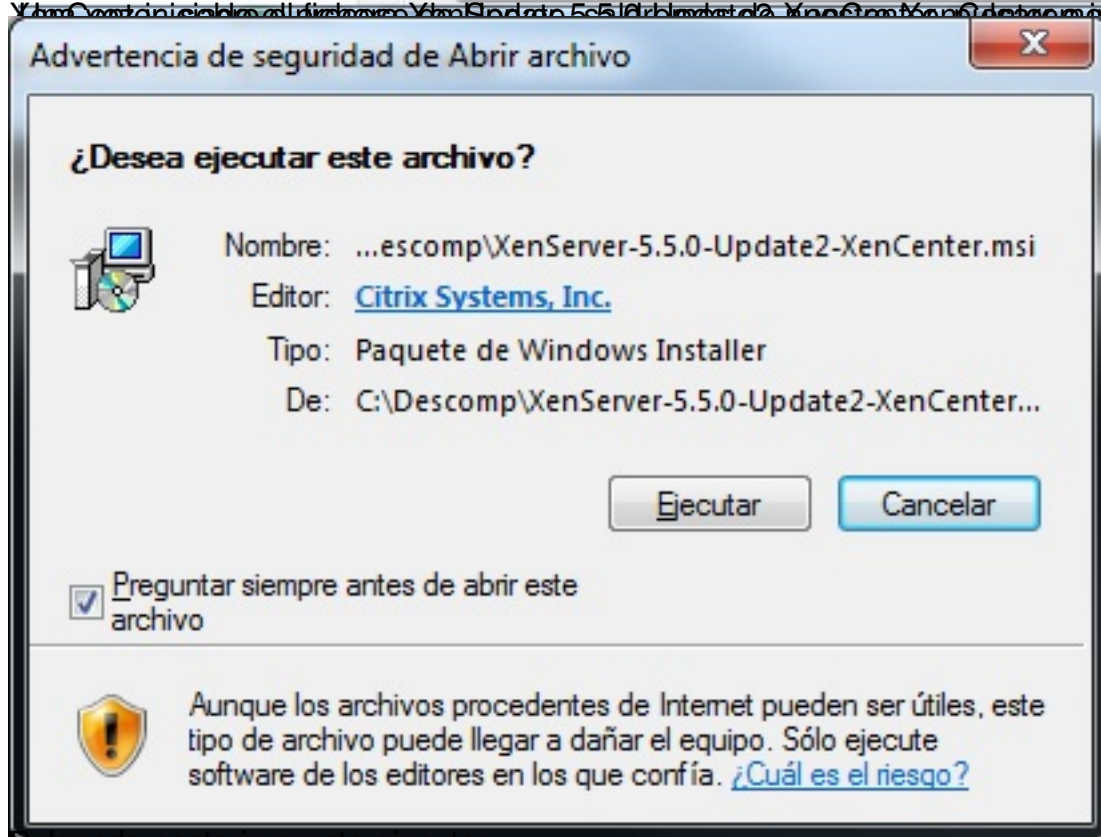 Advertencia de seguridad de Abrir archivo
¿Desea ejecutar este archivo?
Nombre: ...escomp\XenServer-5.5.0-Update2-XenCenter.msi
Editor: Citrix Systems, Inc.
Tipo: Paquete de Windows Installer
De: C:\Descomp\XenServer-5.5.0-Update2-XenCenter...
Ejecutar Cancelar
Preguntar siempre antes de abrir este
archivo
Aunque los archivos procedentes de Internet pueden ser útiles, este
tipo de archivo puede llegar a dañar el equipo. Sólo ejecute
software de los editores en los que confía. ¿Cuál es el riesgo?